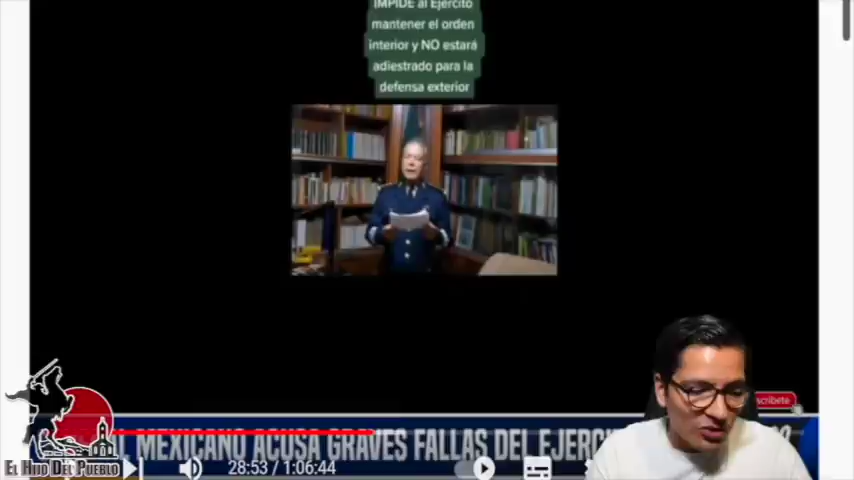 IMPIDE al Ejército
mantener el orden
interior y NO estará
adiestrado para la
defensa exterior
scríbete
MEXICANO ACUSA GRAVES FALLAS DEL
EL HIJO DEL PUEBLO
28:53 / 1:06:44